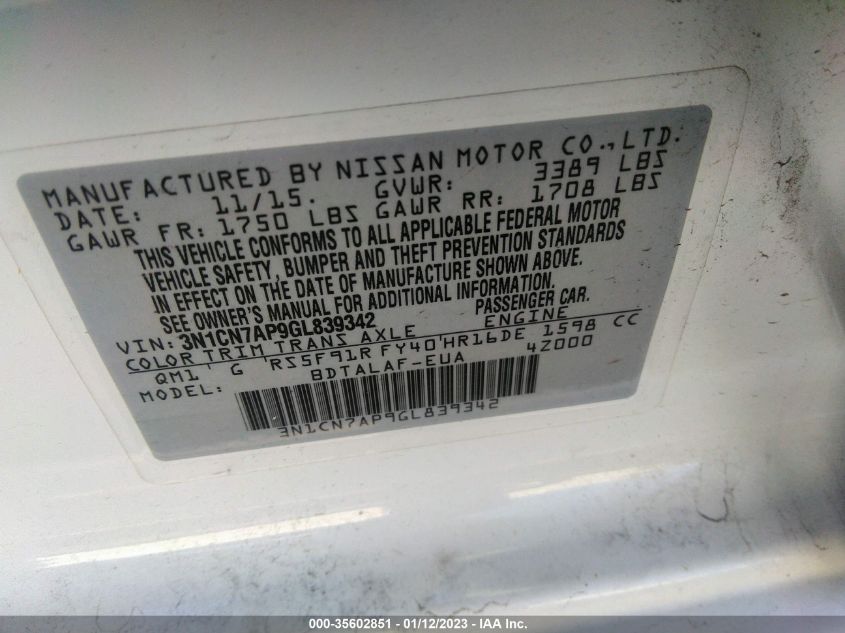 MANUFACTURED BY NISSAN MOTOR CO.,LTD.
DATE: 11/15. GVWR: 3389 LBS
GAWR FR: 1750 LBS GAWR RR: 1708 LBS
THIS VEHICLE CONFORMS TO ALL APPLICABLE FEDERAL MOTOR
VEHICLE SAFETY, BUMPER AND THEFT PREVENTION STANDARDS
IN EFFECT ON THE DATE OF MANUFACTURE SHOWN ABOVE.
SEE OWNER'S MANUAL FOR ADDITIONAL INFORMATION.
VIN: 3N1CN7AP9GL839342 PASSENGER CAR.
COLOR TRIM TRANS AXLE ENGINE
QM1 G RS5F91R FY40 HR16DE 1598 CC
MODEL: BDTALAF-EUA 4Z000
3N1CN7AP9GL839342
000-35602851 - 01/12/2023 - IAA Inc.